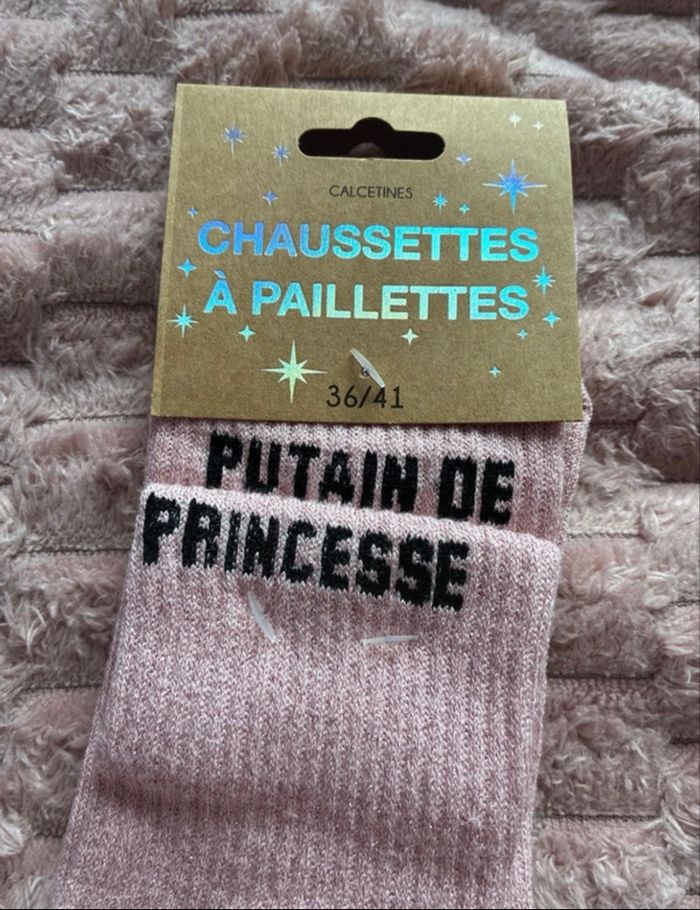 CALCETINES
CHAUSSETTES
À PAILLETTES
36/41
PUTAIN DE
PRINCESSE